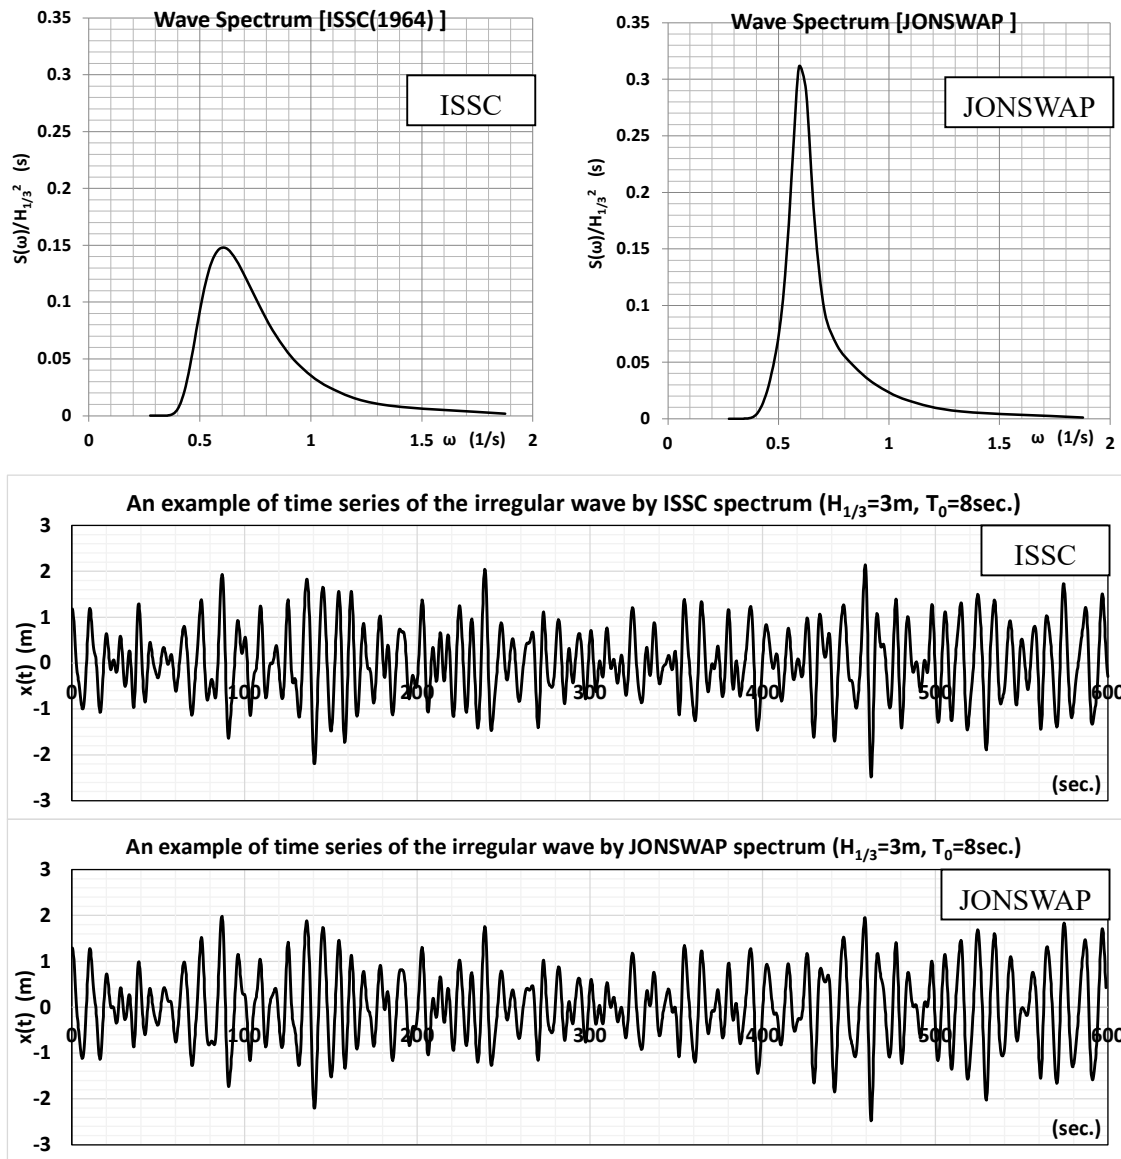 Wave Spectrum [ISSC(1964) ]
0.35
0.3
0.25
0.2
0.15
0.1
0.05
0
S(ω)/H1/3² (s)
ISSC
0 0.5 1 1.5 2
ω (1/s)
Wave Spectrum [JONSWAP ]
0.35
0.3
0.25
0.2
0.15
0.1
0.05
0
S(ω)/H1/3² (s)
JONSWAP
0 0.5 1 1.5 2
ω (1/s)
An example of time series of the irregular wave by ISSC spectrum (H1/3=3m, T0=8sec.)
ISSC
3
2
1
0
-1
-2
-3
x(t) (m)
0 100 200 300 400 500 600
(sec.)
An example of time series of the irregular wave by JONSWAP spectrum (H1/3=3m, T0=8sec.)
JONSWAP
3
2
1
0
-1
-2
-3
x(t) (m)
0 100 200 300 400 500 600
(sec.)